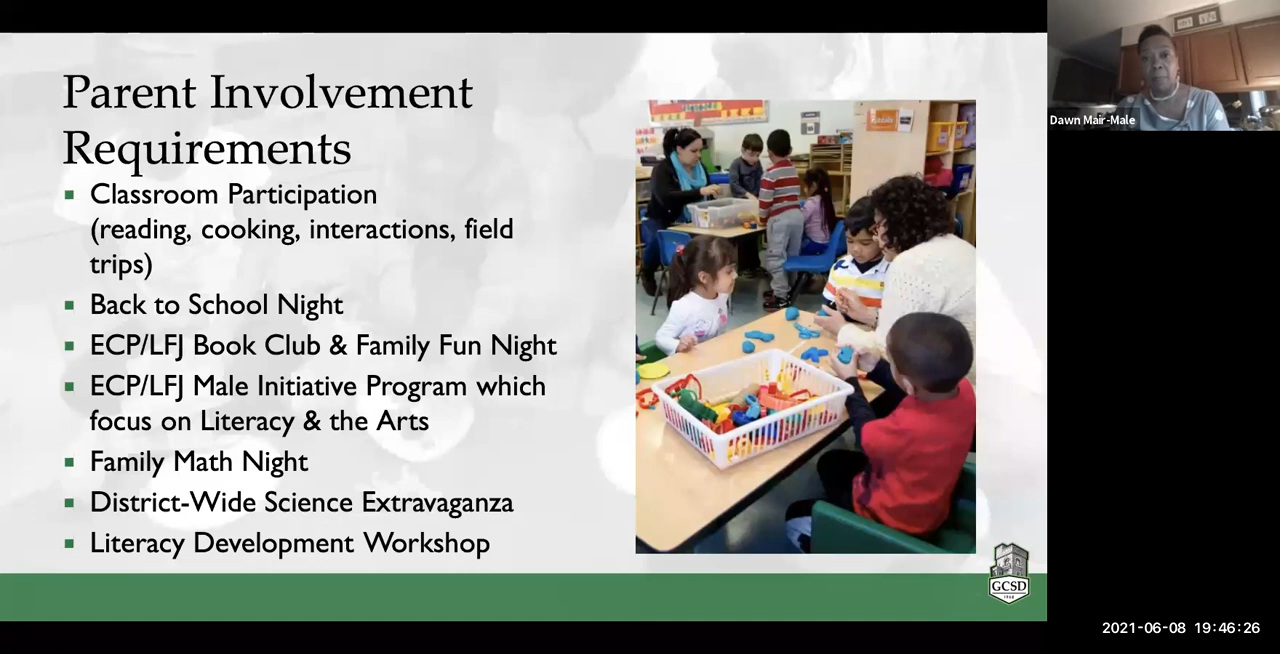 Parent Involvement
Requirements
Classroom Participation
(reading, cooking, interactions, field
trips)
Back to School Night
ECP/LFJ Book Club & Family Fun Night
ECP/LFJ Male Initiative Program which
focus on Literacy & the Arts
Family Math Night
District-Wide Science Extravaganza
Literacy Development Workshop
GCSD
Dawn Mair-Male
2021-06-08 19:46:26